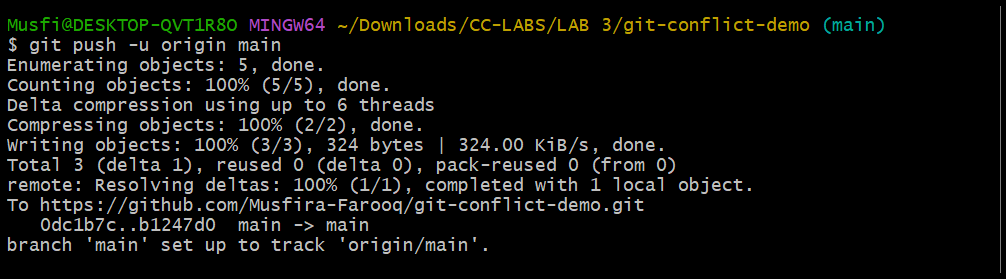 Musfi@DESKTOP-QVT1R8O MINGW64 ~/Downloads/CC-LABS/LAB 3/git-conflict-demo (main)
$ git push -u origin main
Enumerating objects: 5, done.
Counting objects: 100% (5/5), done.
Delta compression using up to 6 threads
Compressing objects: 100% (2/2), done.
Writing objects: 100% (3/3), 324 bytes | 324.00 KiB/s, done.
Total 3 (delta 1), reused 0 (delta 0), pack-reused 0 (from 0)
remote: Resolving deltas: 100% (1/1), completed with 1 local object.
To https://github.com/Musfira-Farooq/git-conflict-demo.git
   0dc1b7c..b1247d0  main -> main
branch 'main' set up to track 'origin/main'.